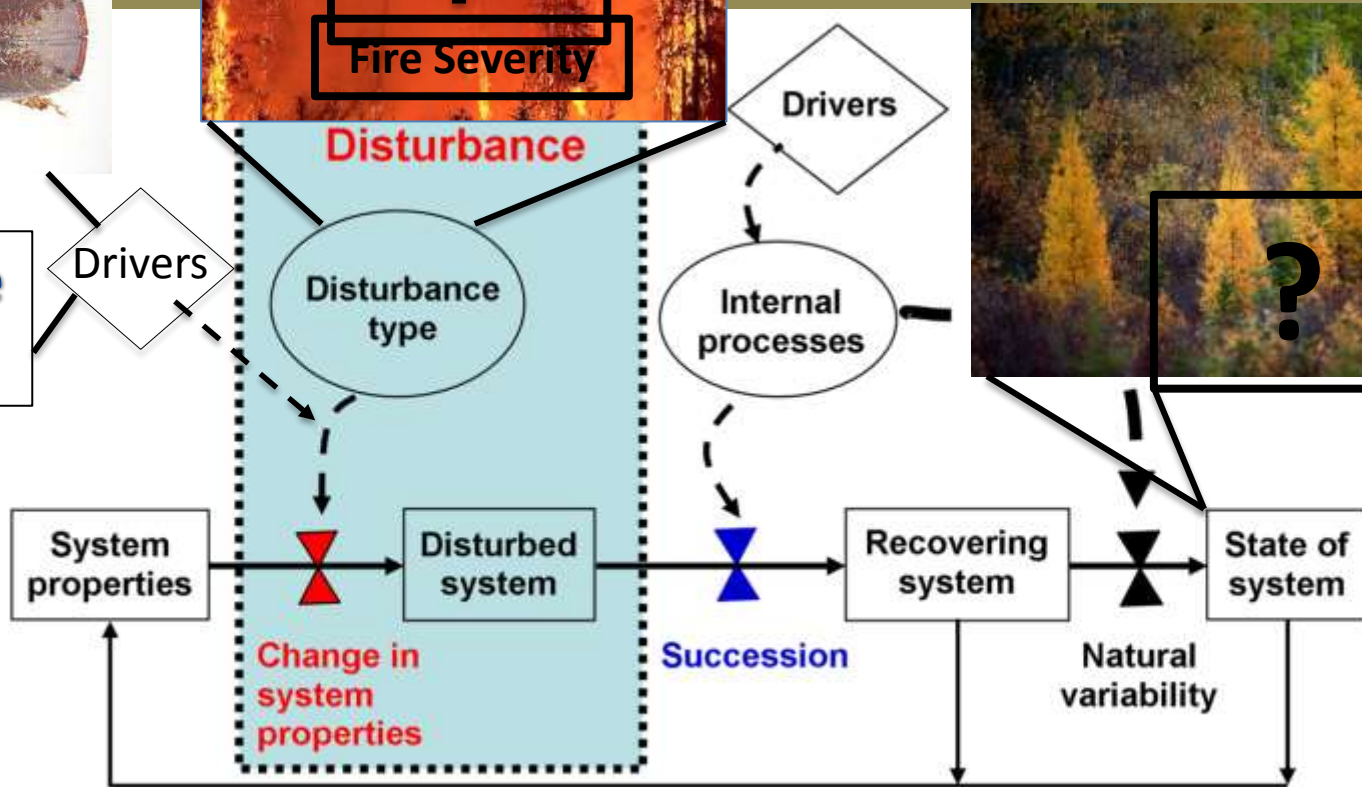 Fire Severity
Disturbance
Drivers
Drivers
Disturbance
type
Internal
processes
?
System
properties
Disturbed
system
Recovering
system
State of
system
Change in
system
properties
Succession
Natural
variability